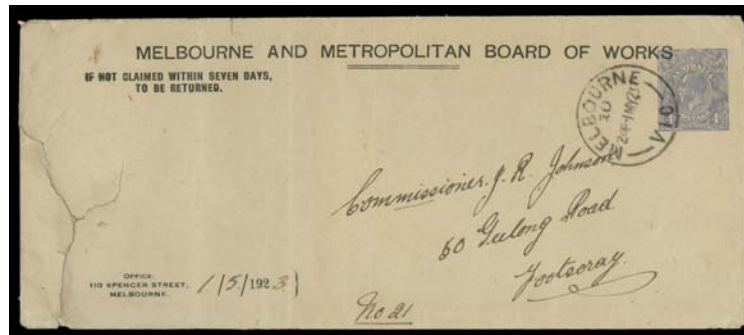 MELBOURNE AND METROPOLITAN BOARD OF WORKS
IF NOT CLAIMED WITHIN SEVEN DAYS,
TO BE RETURNED.
MELBOURNE
VIC
Commissioner. J. R. Johnson
60 Geelong Road
Footscray.
OFFICE:
110 SPENCER STREET,
MELBOURNE.
1/5/1923
No 21